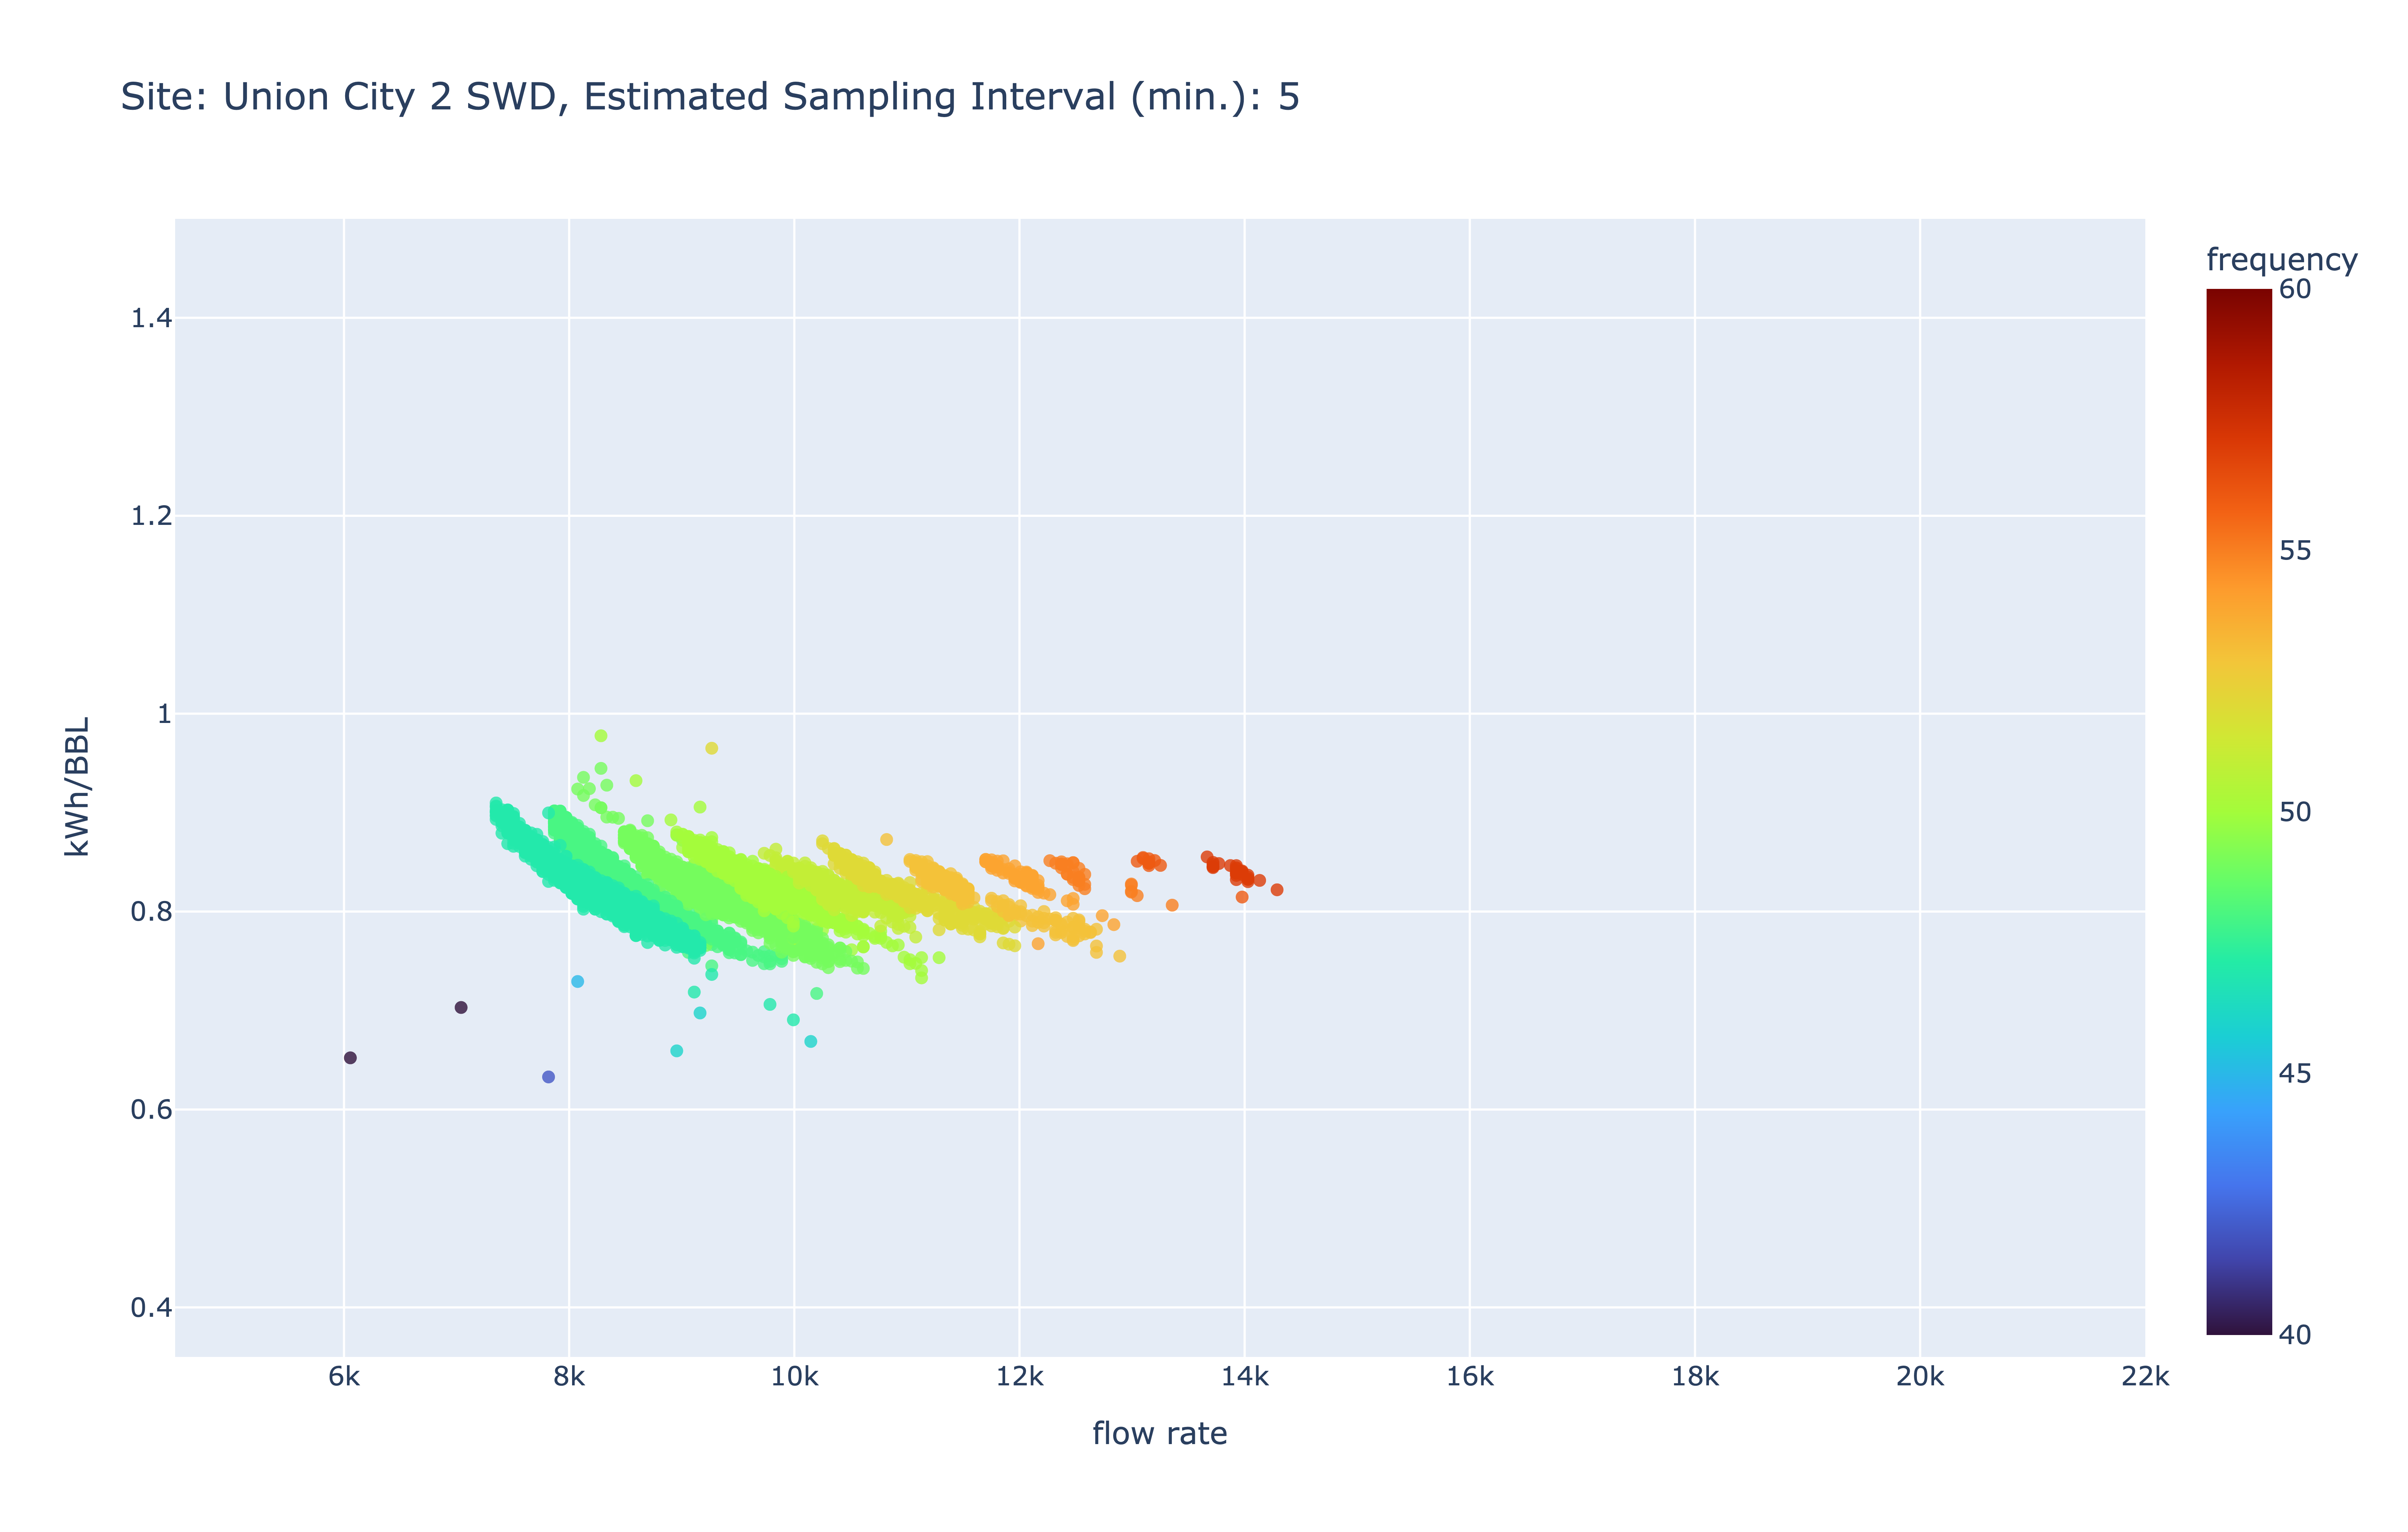 Site: Union City 2 SWD, Estimated Sampling Interval (min.): 5
frequency
60
55
50
45
40
1.4
1.2
1
0.8
0.6
0.4
kWh/BBL
6k 8k 10k 12k 14k 16k 18k 20k 22k
flow rate